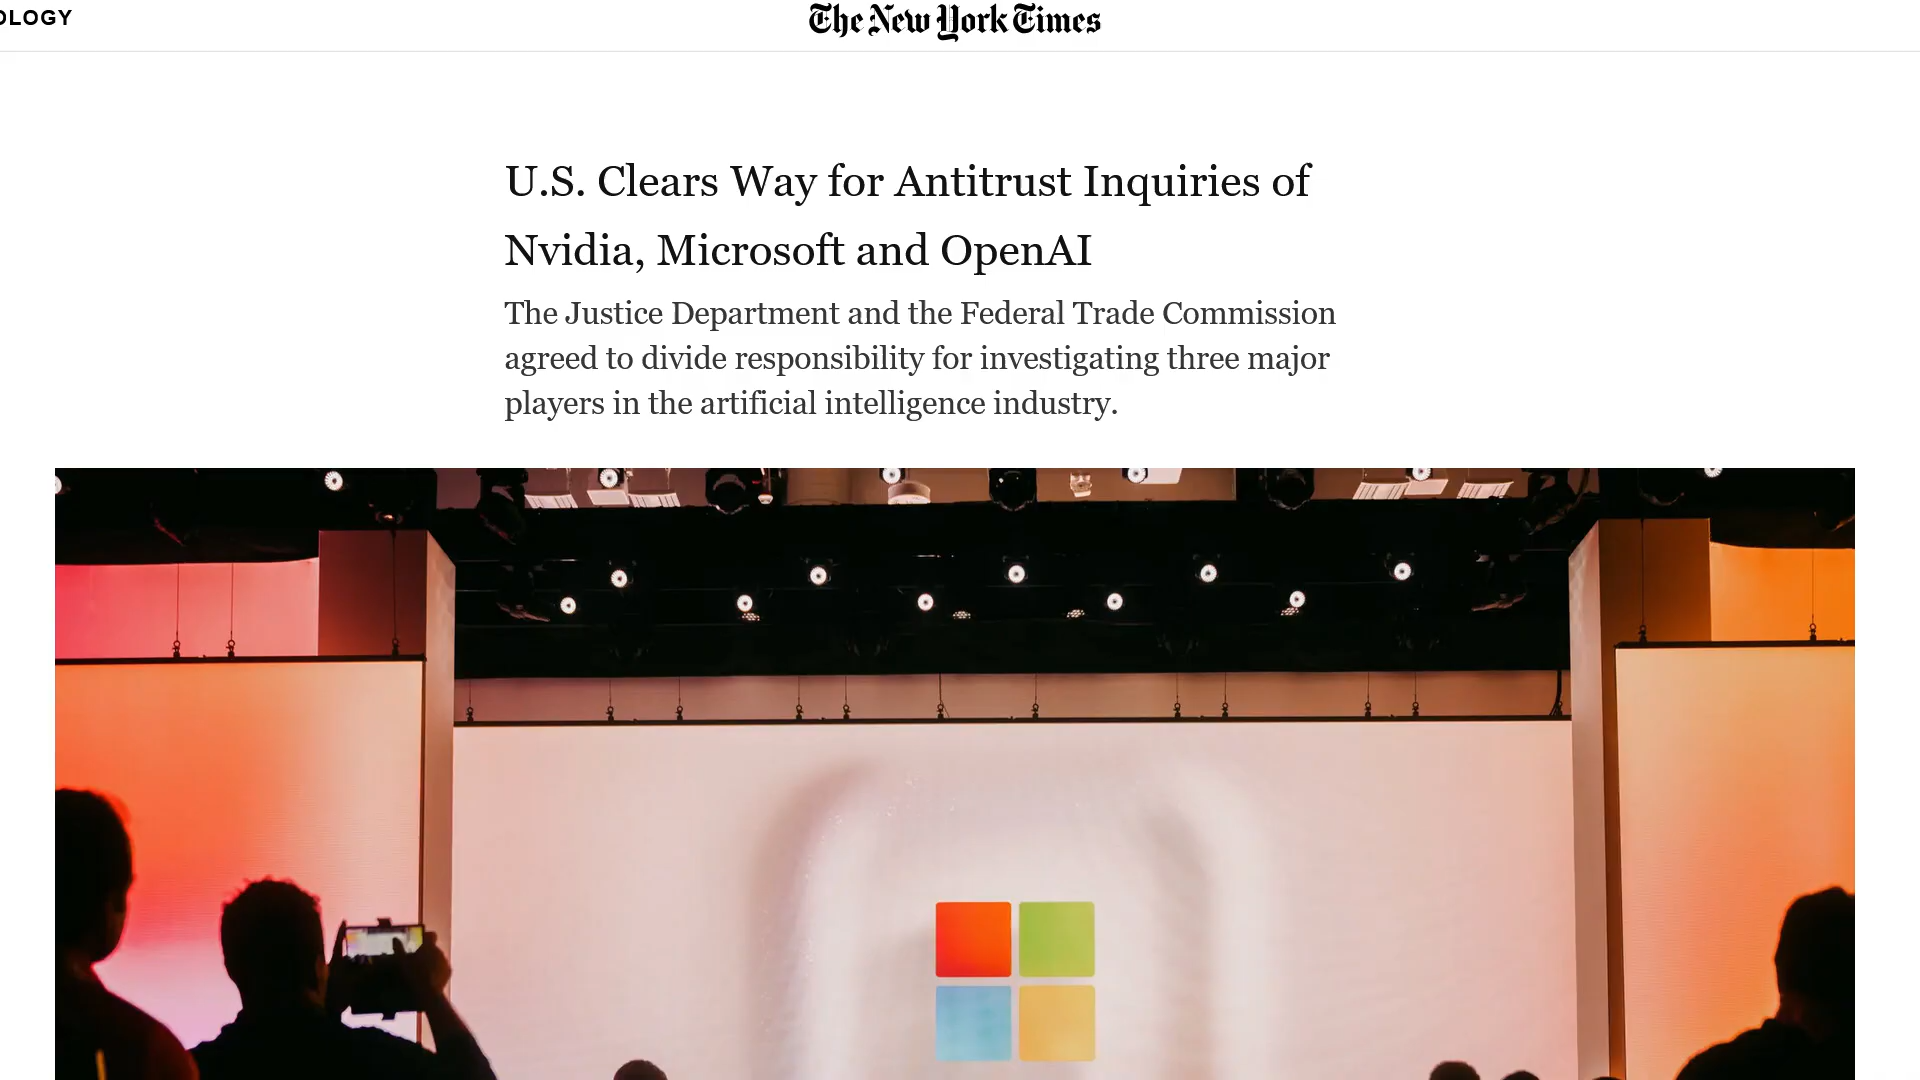 OLOGY
The New York Times
U.S. Clears Way for Antitrust Inquiries of
Nvidia, Microsoft and OpenAI
The Justice Department and the Federal Trade Commission
agreed to divide responsibility for investigating three major
players in the artificial intelligence industry.